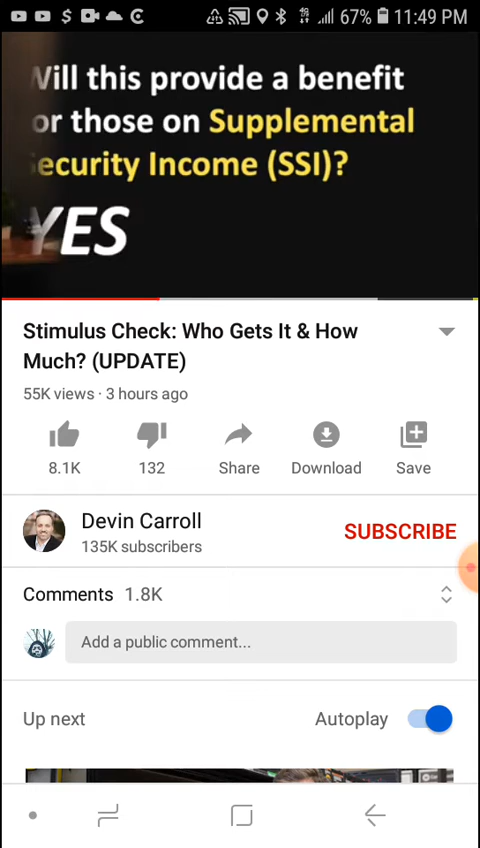 67% 11:49 PM
Will this provide a benefit
or those on Supplemental
Security Income (SSI)?
YES
Stimulus Check: Who Gets It & How
Much? (UPDATE)
55K views · 3 hours ago
8.1K 132 Share Download Save
Devin Carroll
135K subscribers
SUBSCRIBE
Comments 1.8K
Add a public comment...
Up next Autoplay